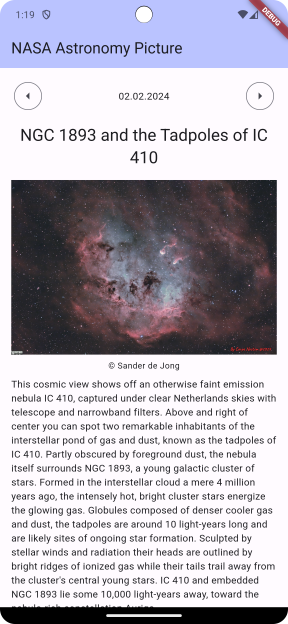 1:19
DEBUG
NASA Astronomy Picture
02.02.2024
NGC 1893 and the Tadpoles of IC
410
© Sander de Jong
This cosmic view shows off an otherwise faint emission
nebula IC 410, captured under clear Netherlands skies with
telescope and narrowband filters. Above and right of
center you can spot two remarkable inhabitants of the
interstellar pond of gas and dust, known as the tadpoles of
IC 410. Partly obscured by foreground dust, the nebula
itself surrounds NGC 1893, a young galactic cluster of
stars. Formed in the interstellar cloud a mere 4 million
years ago, the intensely hot, bright cluster stars energize
the glowing gas. Globules composed of denser cooler gas
and dust, the tadpoles are around 10 light-years long and
are likely sites of ongoing star formation. Sculpted by
stellar winds and radiation their heads are outlined by
bright ridges of ionized gas while their tails trail away from
the cluster's central young stars. IC 410 and embedded
NGC 1893 lie some 10,000 light-years away, toward the
nebula-rich constellation Auriga